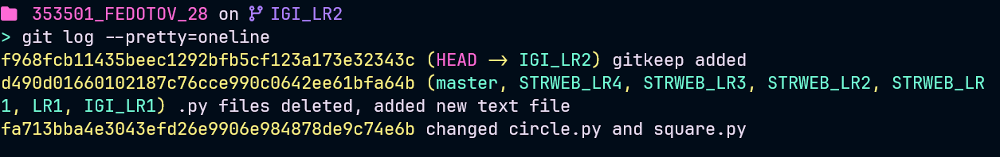 353501_FEDOTOV_28 on IGI_LR2
> git log --pretty=oneline
f968fcb11435beec1292bfb5cf123a173e32343c (HEAD -> IGI_LR2) gitkeep added
d490d01660102187c76cce990c0642ee61bfa64b (master, STRWEB_LR4, STRWEB_LR3, STRWEB_LR2, STRWEB_LR
1, LR1, IGI_LR1) .py files deleted, added new text file
fa713bba4e3043efd26e9906e984878de9c74e6b changed circle.py and square.py